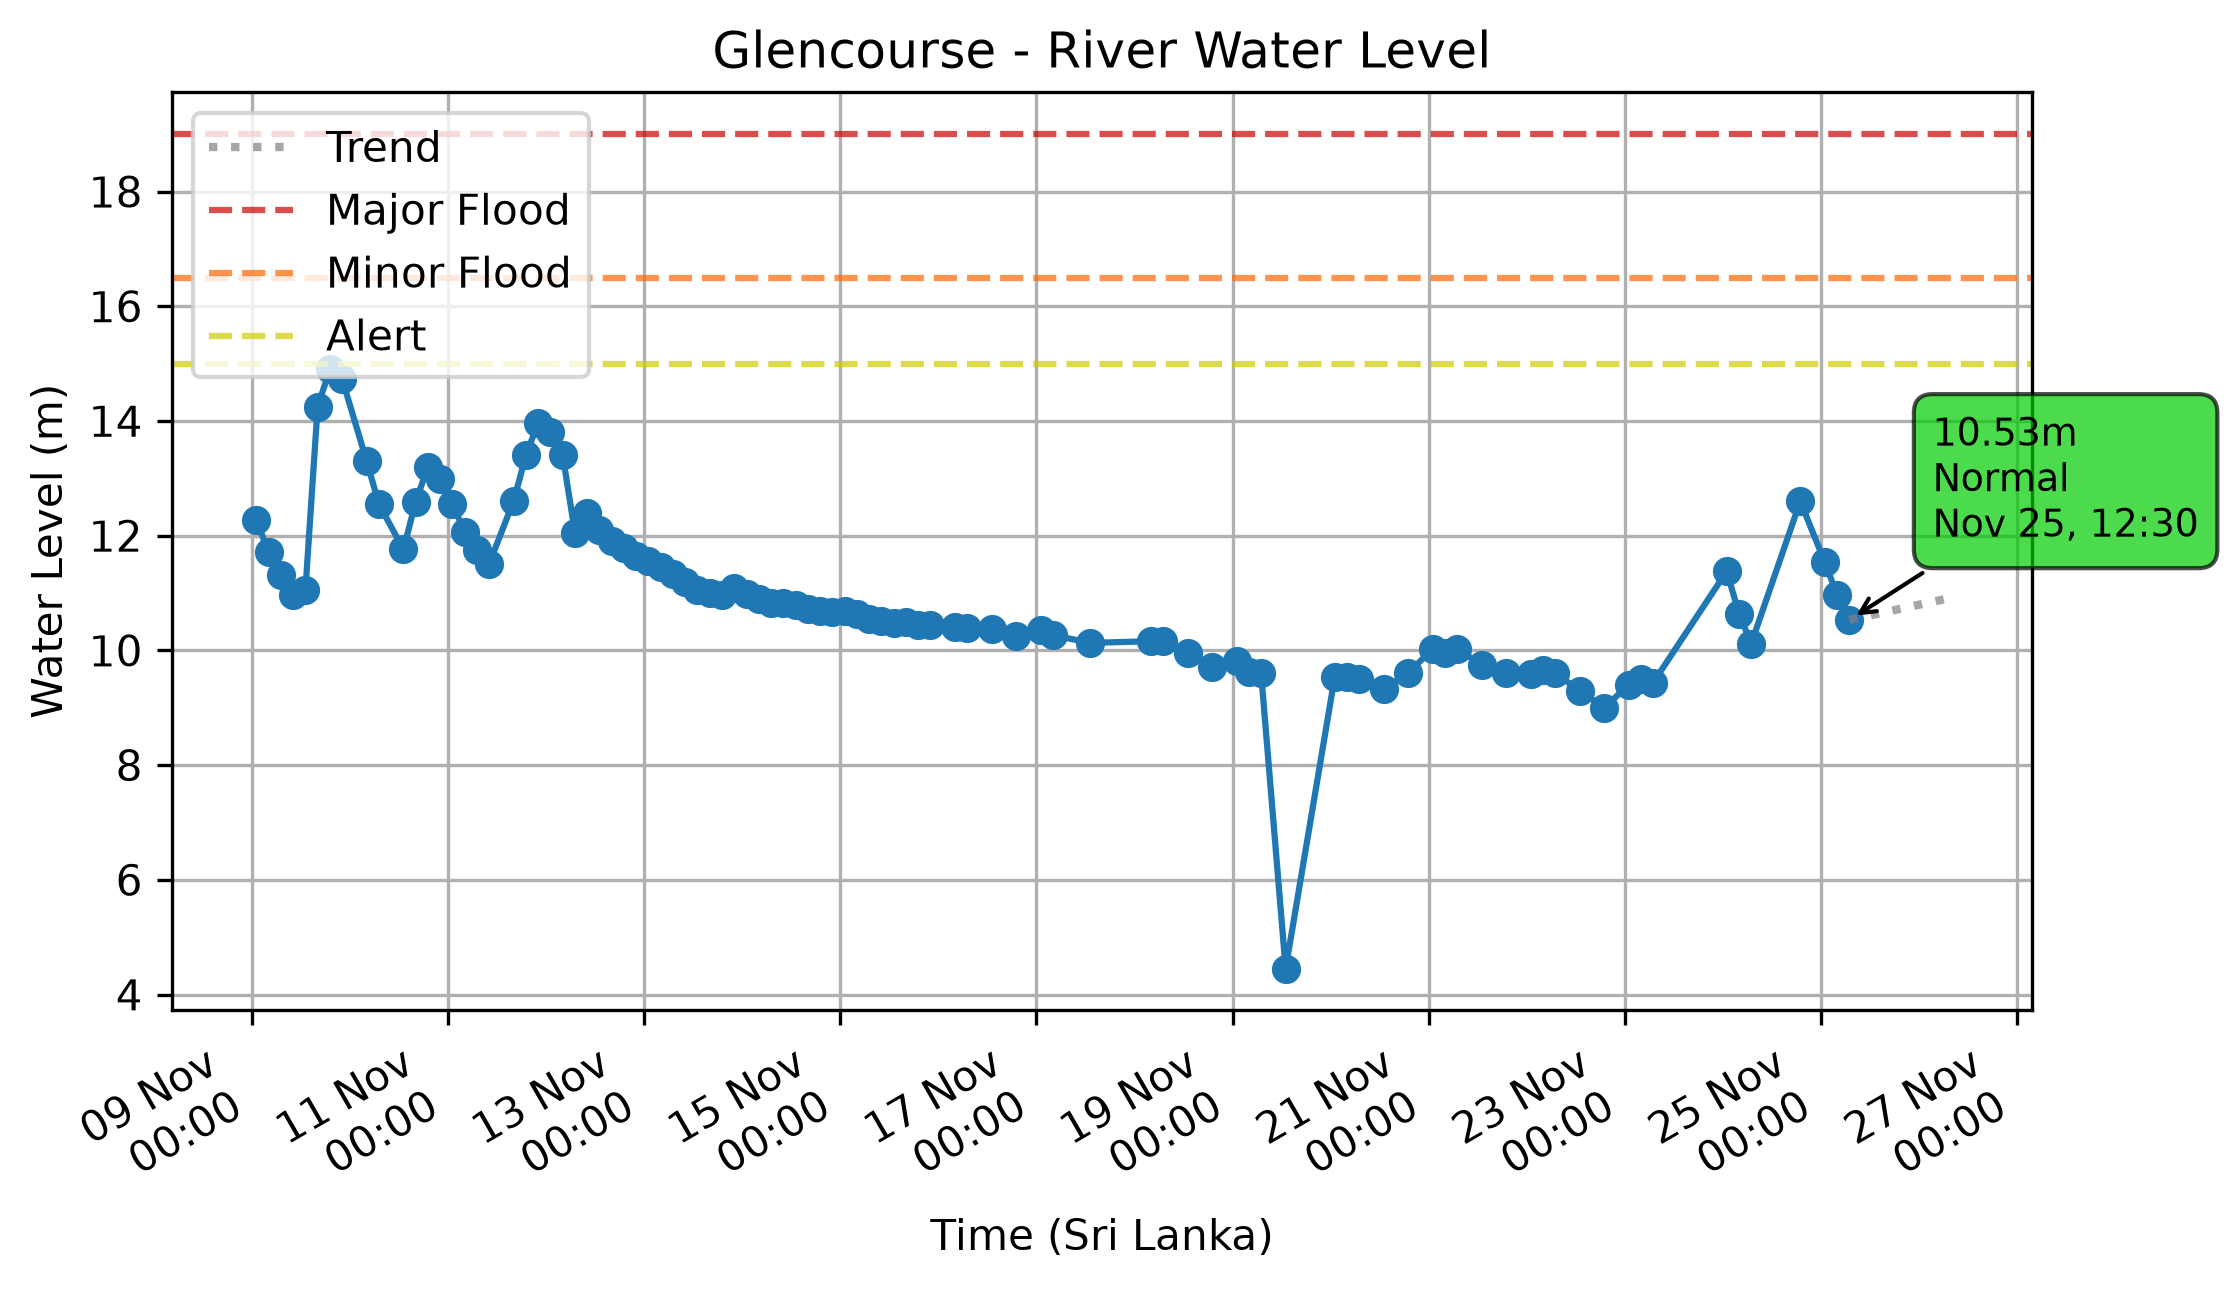 Glencourse - River Water Level
Trend
Major Flood
Minor Flood
Alert
18
16
14
12
10
8
6
4
Water Level (m)
10.53m
Normal
Nov 25, 12:30
09 Nov
00:00
11 Nov
00:00
13 Nov
00:00
15 Nov
00:00
17 Nov
00:00
19 Nov
00:00
21 Nov
00:00
23 Nov
00:00
25 Nov
00:00
27 Nov
00:00
Time (Sri Lanka)